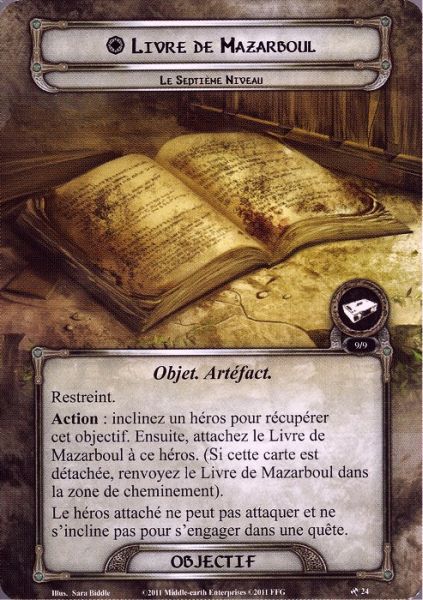 Livre de Mazarboul
Le Septième Niveau
9/9
Objet. Artéfact.
Restreint.
Action : inclinez un héros pour récupérer
cet objectif. Ensuite, attachez le Livre de
Mazarboul à ce héros. (Si cette carte est
détachée, renvoyez le Livre de Mazarboul dans
la zone de cheminement).
Le héros attaché ne peut pas attaquer et ne
s'incline pas pour s'engager dans une quête.
OBJECTIF
Illus. Sara Biddle ©2011 Middle-earth Enterprises ©2011 FFG 24